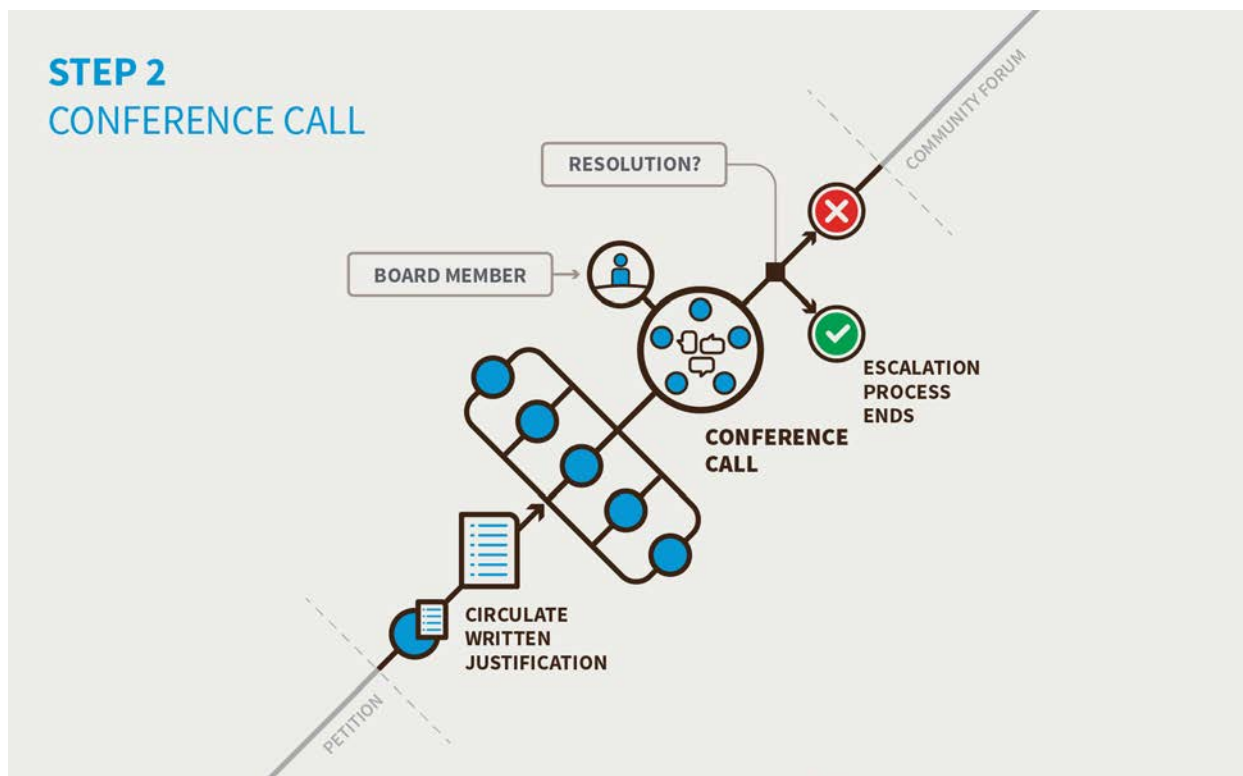 STEP 2
CONFERENCE CALL
COMMUNITY FORUM
RESOLUTION?
BOARD MEMBER
ESCALATION
PROCESS
ENDS
CONFERENCE
CALL
CIRCULATE
WRITTEN
JUSTIFICATION
PETITION